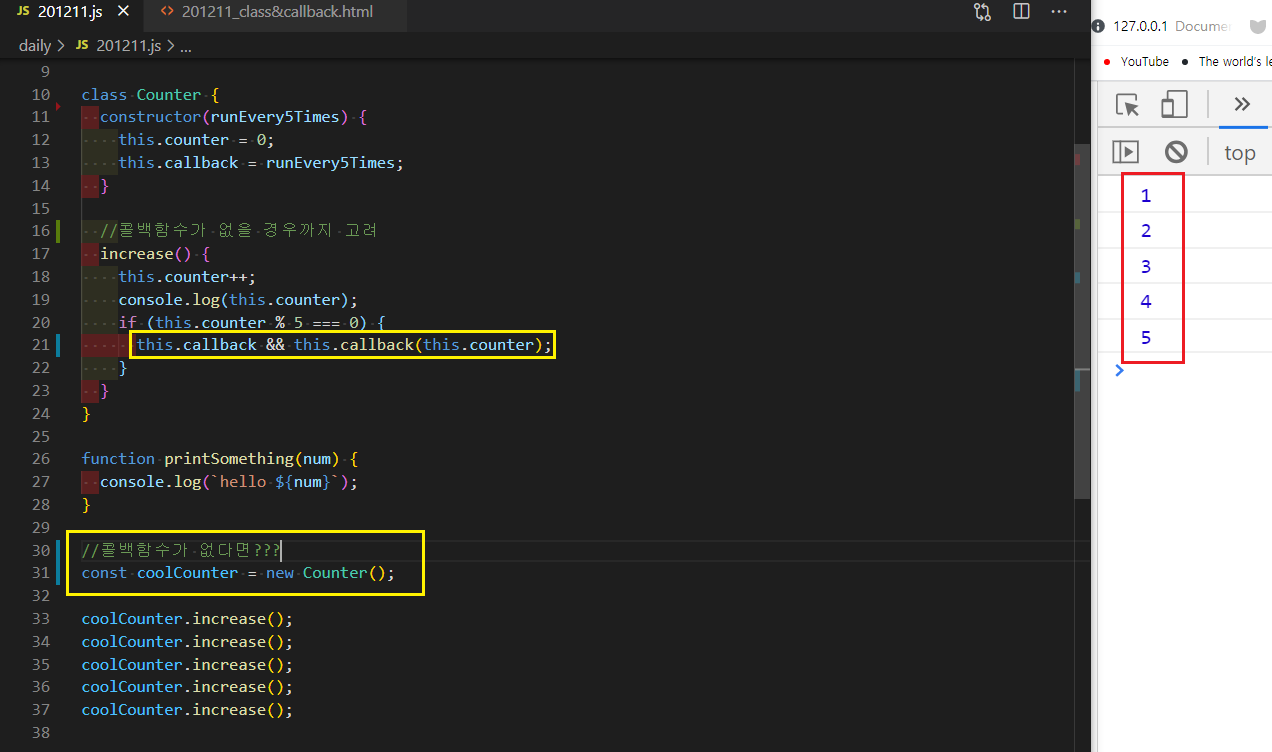 JS 201211.js × <> 201211_class&callback.html ...
daily > JS 201211.js > ...
9
10 class Counter {
11 constructor(runEvery5Times) {
12 this.counter = 0;
13 this.callback = runEvery5Times;
14 }
15
16 //콜백함수가 없을 경우까지 고려
17 increase() {
18 this.counter++;
19 console.log(this.counter);
20 if (this.counter % 5 === 0) {
21 this.callback && this.callback(this.counter);
22 }
23 }
24 }
25
26 function printSomething(num) {
27 console.log(`hello ${num}`);
28 }
29
30 //콜백함수가 없다면???
31 const coolCounter = new Counter();
32
33 coolCounter.increase();
34 coolCounter.increase();
35 coolCounter.increase();
36 coolCounter.increase();
37 coolCounter.increase();
38
127.0.0.1 Docume
YouTube The world's le
top
1
2
3
4
5